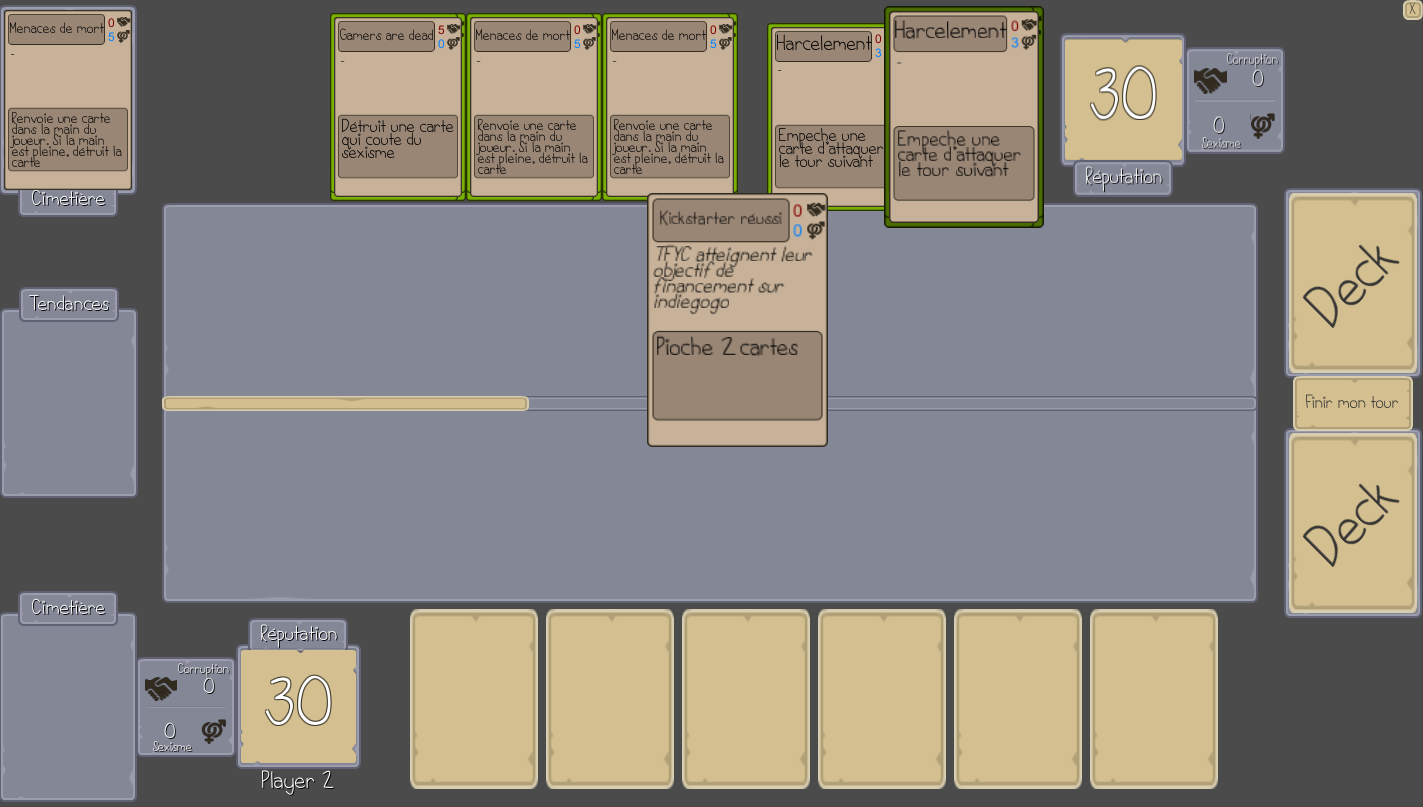 Menaces de mort
0
5
-
Renvoie une carte
dans la main du
joueur. Si la main
est pleine, détruit la
carte
Cimetière
Gamers are dead
5
0
-
Détruit une carte
qui coute du
sexisme
Menaces de mort
0
5
-
Renvoie une carte
dans la main du
joueur. Si la main
est pleine, détruit la
carte
Menaces de mort
0
5
-
Renvoie une carte
dans la main du
joueur. Si la main
est pleine, détruit la
carte
Harcelement
0
3
-
Empeche une
carte d'attaquer
le tour suivant
Harcelement
0
3
-
Empeche une
carte d'attaquer
le tour suivant
30
Réputation
Corruption
0
0
Sexisme
X
Kickstarter réussi
0
0
TFYC atteignent leur
objectif de
financement sur
indiegogo
Pioche 2 cartes
Tendances
Deck
Finir mon tour
Deck
Cimetière
Corruption
0
0
Sexisme
Réputation
30
Player 2